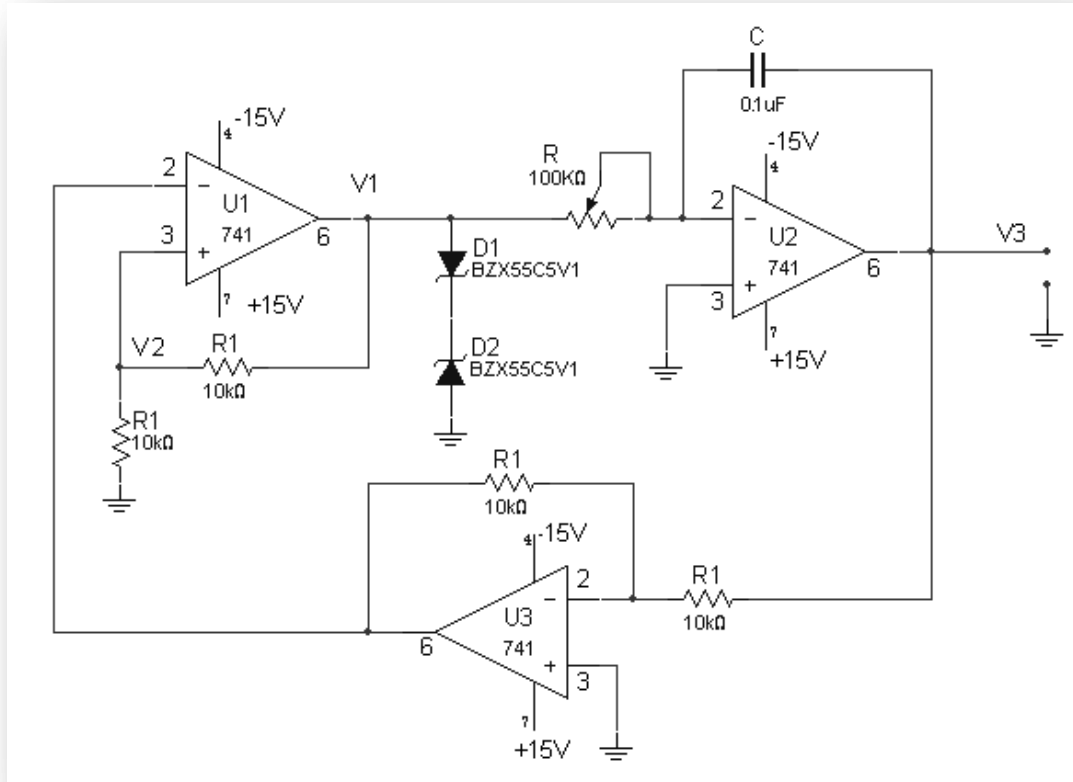 C
0.1uF
4 -15V
2
-
U1
741
3
+
6
7 +15V
V1
R
100KΩ
D1
BZX55C5V1
D2
BZX55C5V1
4 -15V
2
-
U2
741
3
+
6
7
+15V
V3
V2
R1
10kΩ
R1
10kΩ
R1
10kΩ
4 -15V
2
-
U3
741
6
+
3
7
+15V
R1
10kΩ